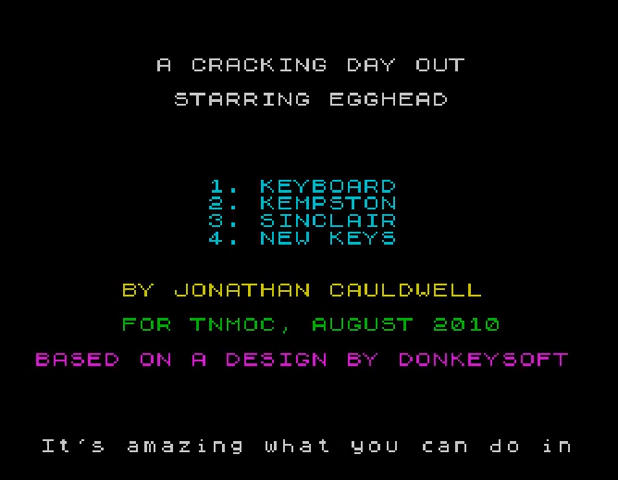 A CRACKING DAY OUT
STARRING EGGHEAD
1. KEYBOARD
2. KEMPSTON
3. SINCLAIR
4. NEW KEYS
BY JONATHAN CAULDWELL
FOR TNMOC, AUGUST 2010
BASED ON A DESIGN BY DONKEYSOFT
It's amazing what you can do in